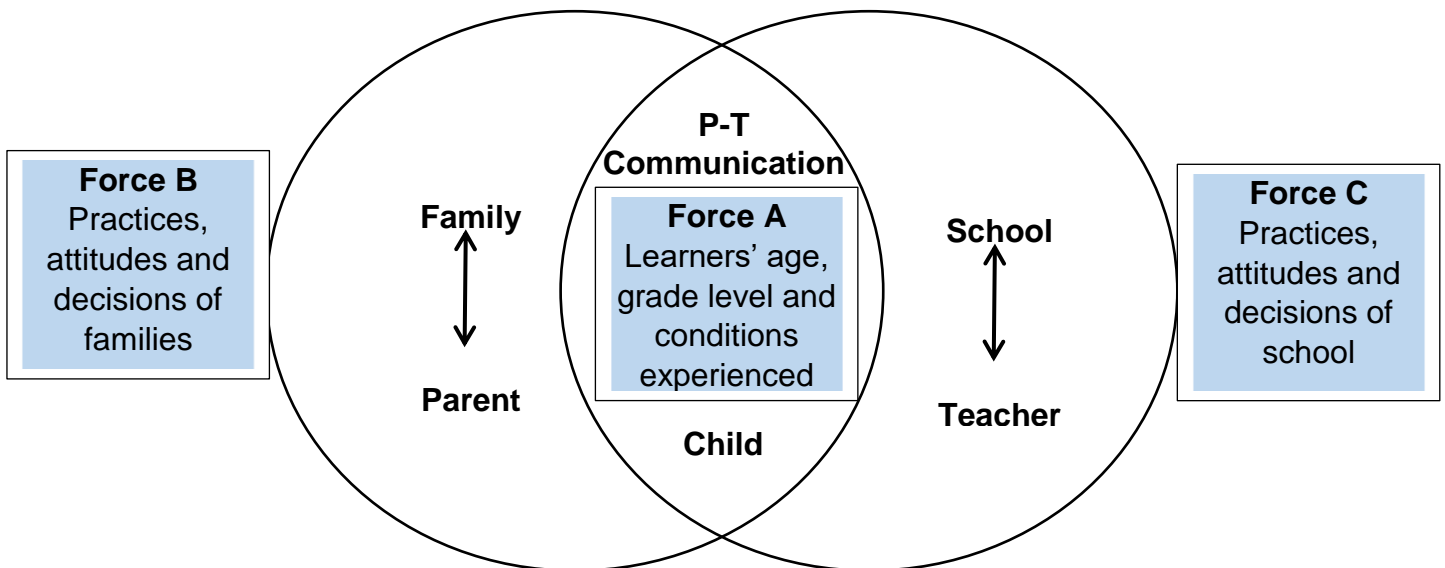 P-T
Communication
Force B
Practices,
attitudes and
decisions of
families
Family
Parent
Force A
Learners’ age,
grade level and
conditions
experienced
Child
School
Teacher
Force C
Practices,
attitudes and
decisions of
school